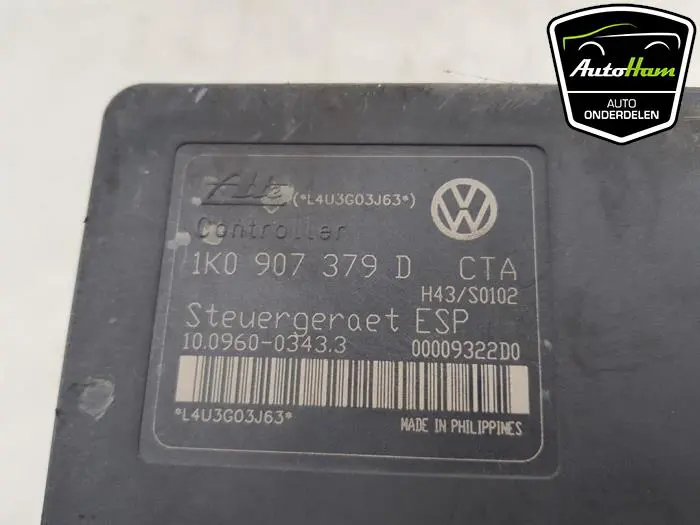 AutoHam
AUTO
ONDERDELEN
Ate (*L4U3G03J63*)
Controller
1K0 907 379 D CTA
H43/S0102
Steuergeraet ESP
10.0960-0343.3 00009322D0
*L4U3G03J63*
MADE IN PHILIPPINES